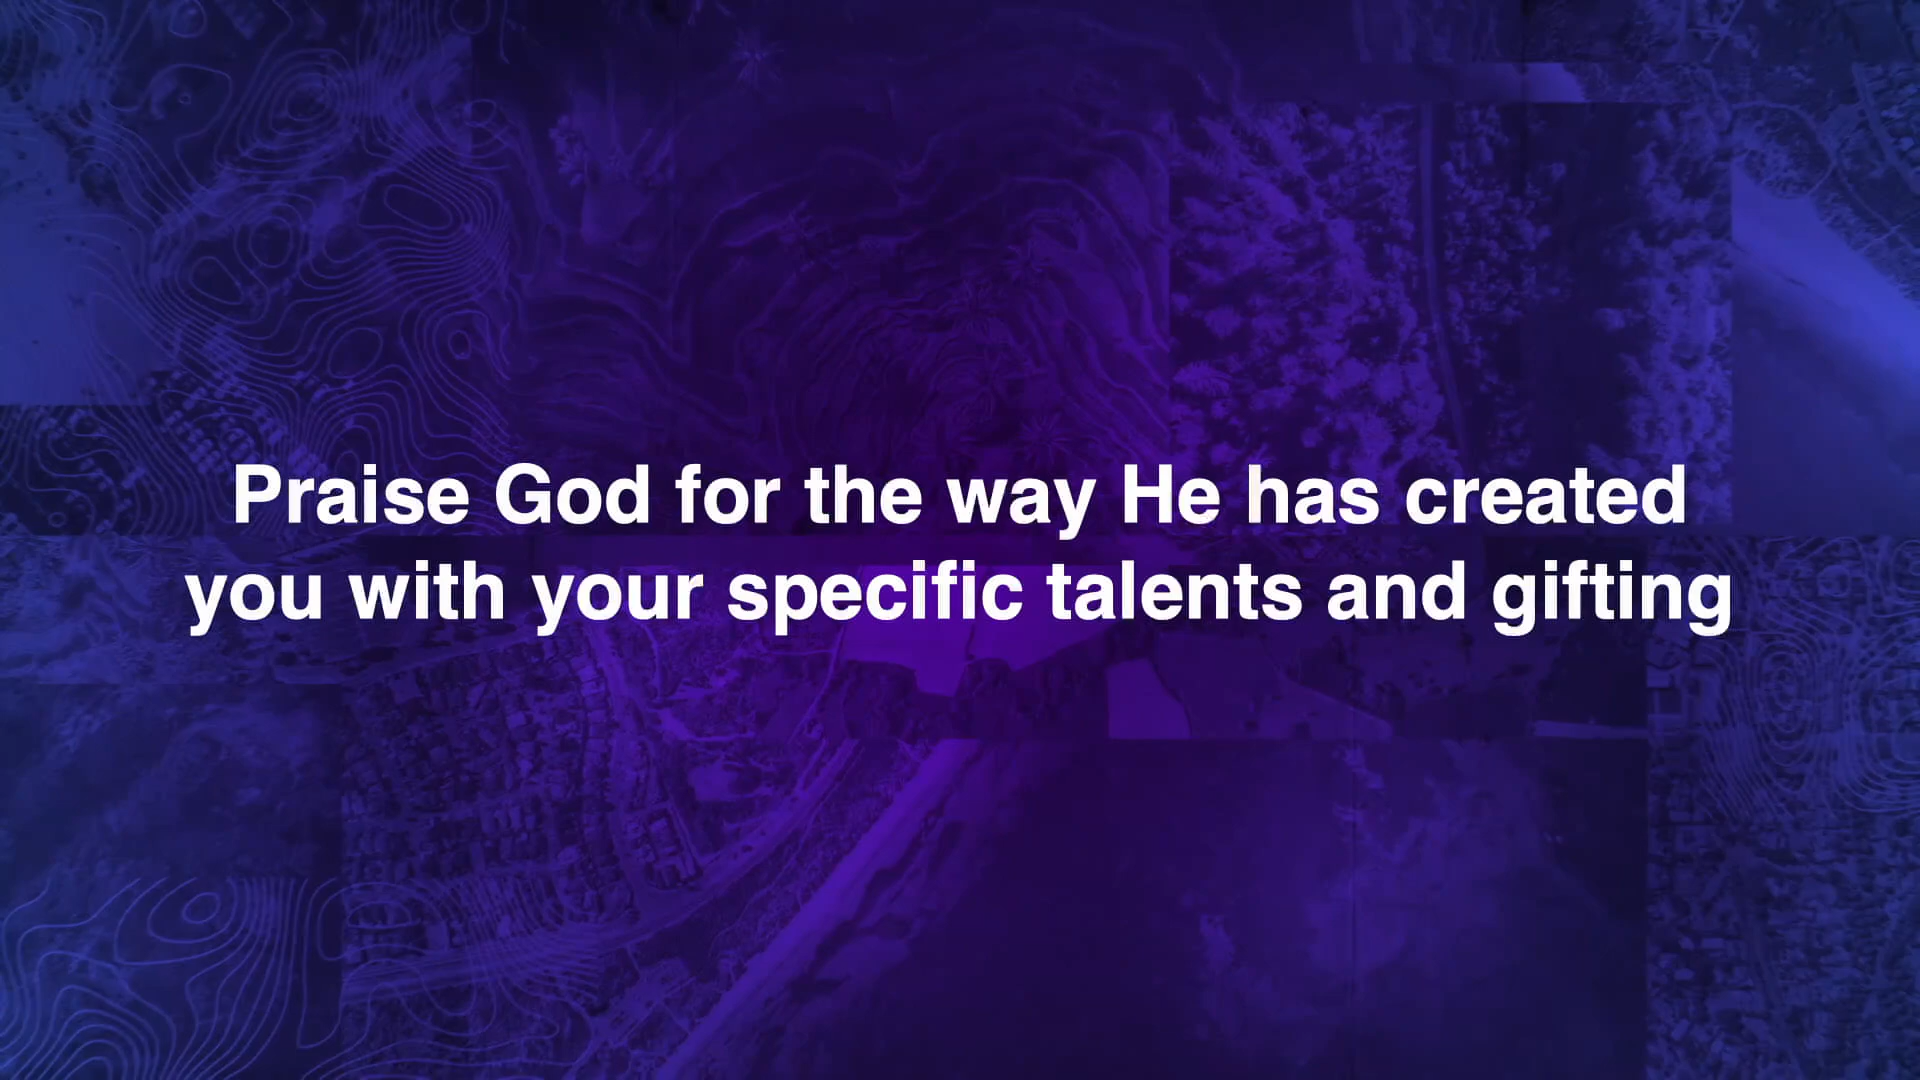 Praise God for the way He has created
you with your specific talents and gifting